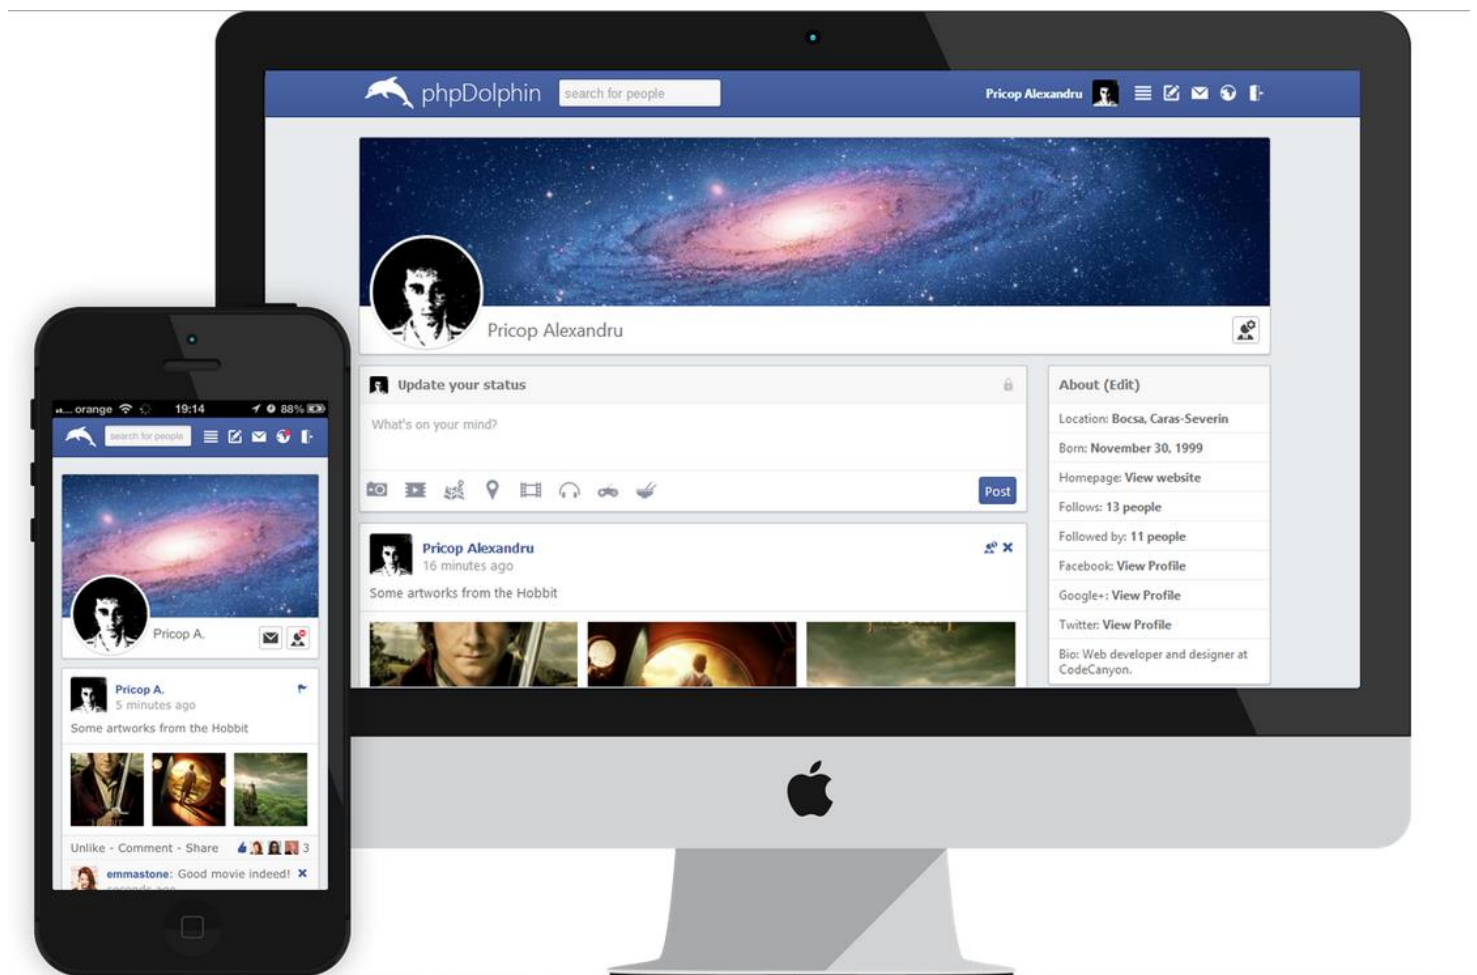 phpDolphin
search for people
Pricop Alexandru
Pricop Alexandru
Update your status
What's on your mind?
Post
Pricop Alexandru
16 minutes ago
Some artworks from the Hobbit
About (Edit)
Location: Bocsa, Caras-Severin
Born: November 30, 1999
Homepage: View website
Follows: 13 people
Followed by: 11 people
Facebook: View Profile
Google+: View Profile
Twitter: View Profile
Bio: Web developer and designer at
CodeCanyon.
orange 19:14 88%
search for people
Pricop A.
Pricop A.
5 minutes ago
Some artworks from the Hobbit
Unlike - Comment - Share 3
emmastone: Good movie indeed!
seconds ago